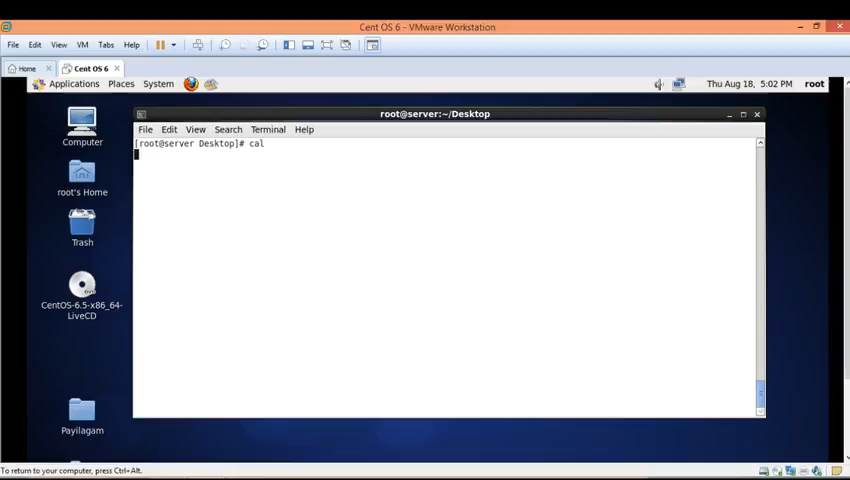 Cent OS 6 - VMware Workstation
File Edit View VM Tabs Help
Home Cent OS 6
Applications Places System Thu Aug 18, 5:02 PM root
root@server:~/Desktop
File Edit View Search Terminal Help
[root@server Desktop]# cal
Computer
root's Home
Trash
CentOS-6.5-x86_64-
LiveCD
Payilagam
To return to your computer, press Ctrl+Alt.